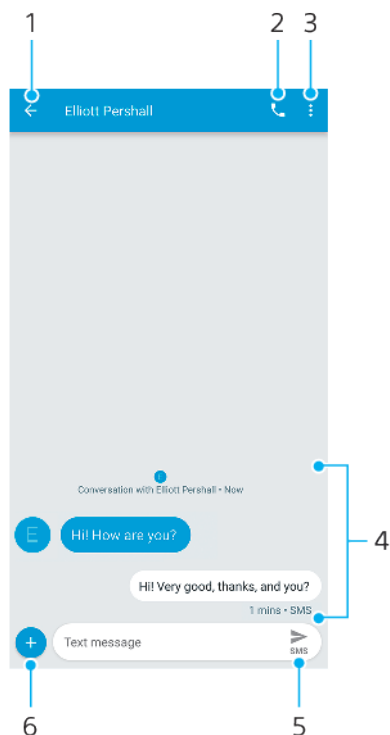 1 2 3
Elliott Pershall
Conversation with Elliott Pershall • Now
E
Hi! How are you?
Hi! Very good, thanks, and you?
1 mins • SMS
4
+
Text message
SMS
6 5